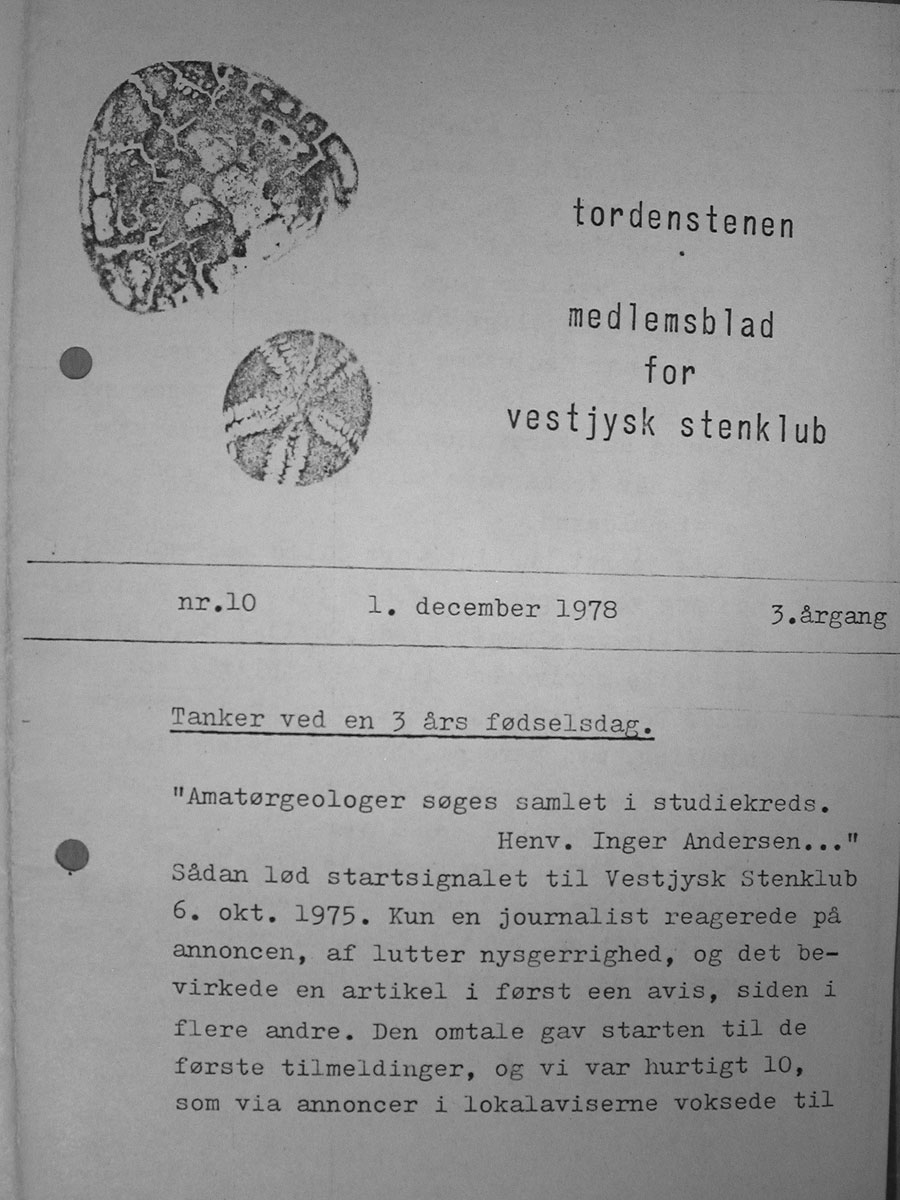 tordenstenen
medlemsblad
for
vestjysk stenklub
nr.10 1. december 1978 3.årgang
Tanker ved en 3 års fødselsdag.
"Amatørgeologer søges samlet i studiekreds.
Henv. Inger Andersen..."
Sådan lød startsignalet til Vestjysk Stenklub
6. okt. 1975. Kun en journalist reagerede på
annoncen, af lutter nysgerrighed, og det be-
virkede en artikel i først een avis, siden i
flere andre. Den omtale gav starten til de
første tilmeldinger, og vi var hurtigt 10,
som via annoncer i lokalaviserne voksede til